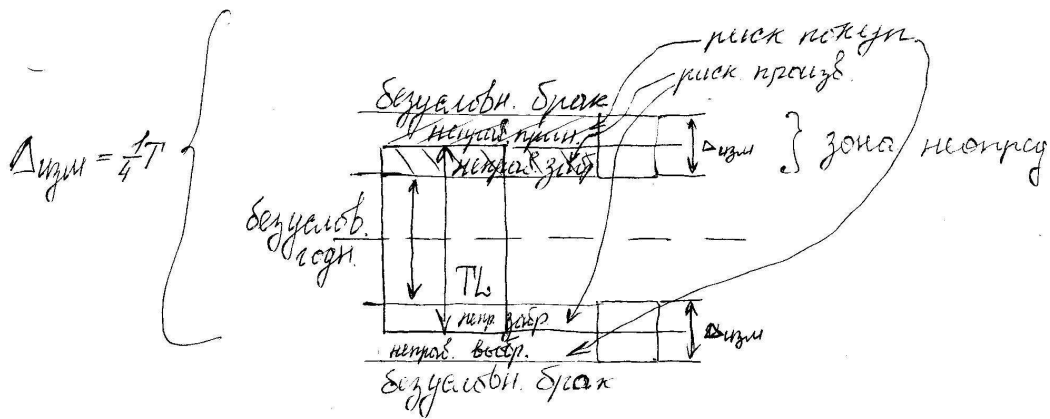 риск покуп.
риск произв.
безусловн. брак
неправ. прин.
неправ. забр.
Δизм
} зона неопред
Δизм = 1/4 T {
безуслов.
годн.
TL
непр. забр.
Δизм
неправ. выбр.
безусловн. брак